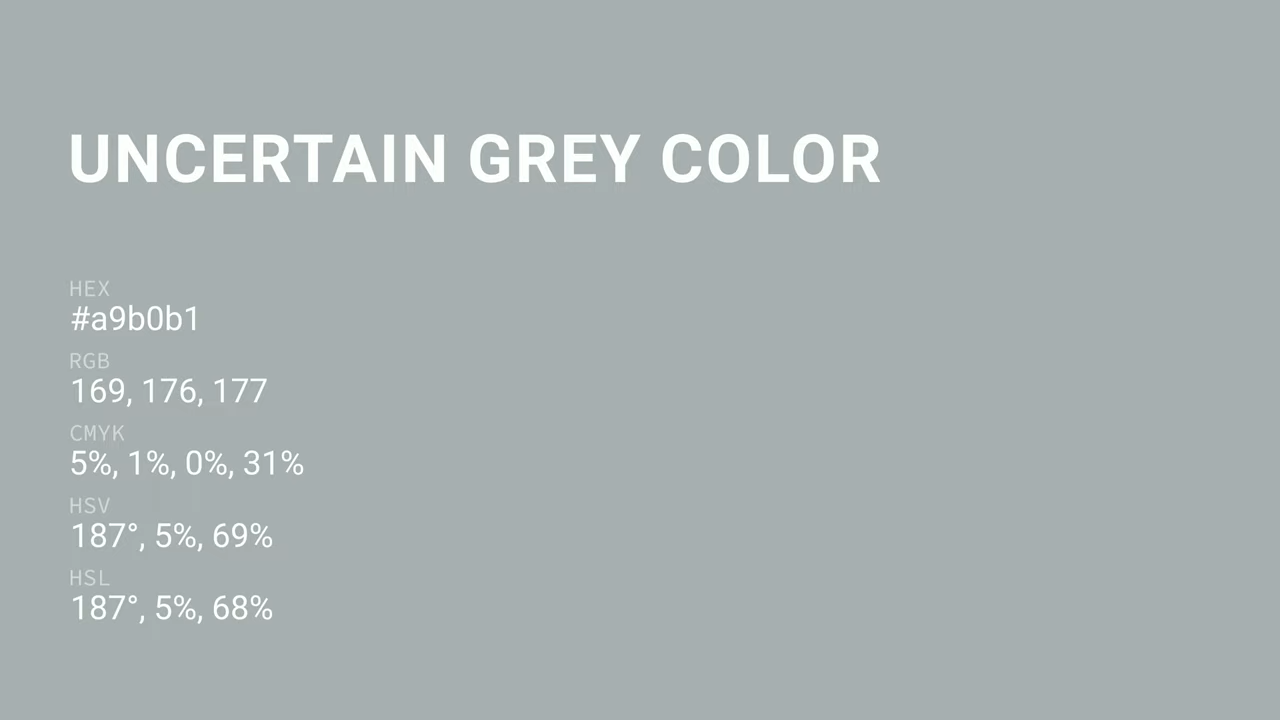 UNCERTAIN GREY COLOR
HEX
#a9b0b1
RGB
169, 176, 177
CMYK
5%, 1%, 0%, 31%
HSV
187°, 5%, 69%
HSL
187°, 5%, 68%